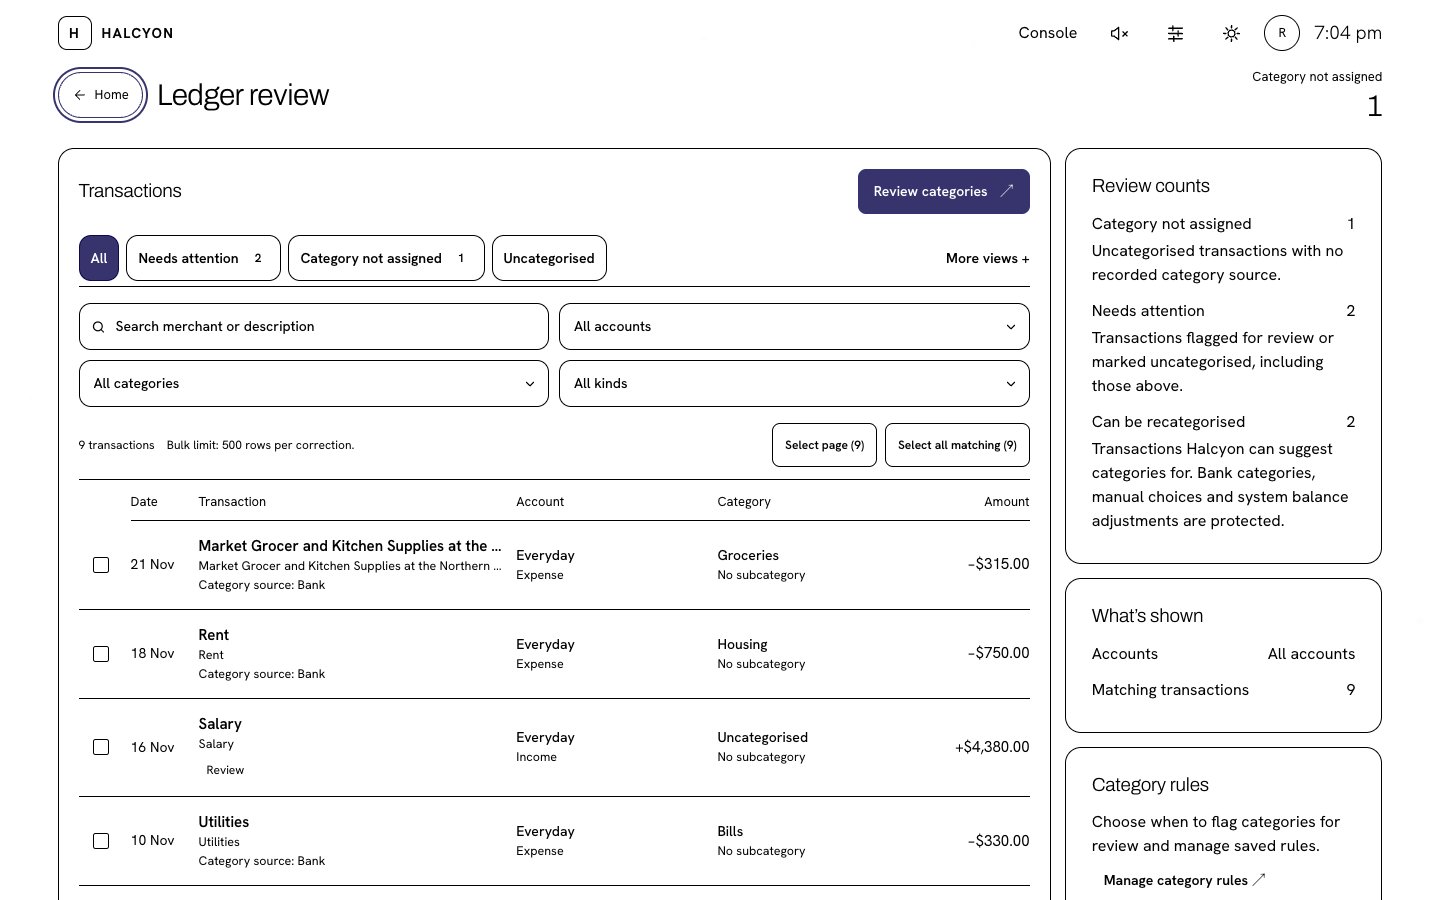 H HALCYON
Console
R
7:04 pm
← Home
Ledger review
Category not assigned
1
Transactions
Review categories
All
Needs attention 2
Category not assigned 1
Uncategorised
More views +
Search merchant or description
All accounts
All categories
All kinds
9 transactions Bulk limit: 500 rows per correction.
Select page (9)
Select all matching (9)
Date Transaction Account Category Amount
21 Nov
Market Grocer and Kitchen Supplies at the ...
Market Grocer and Kitchen Supplies at the Northern ...
Category source: Bank
Everyday
Expense
Groceries
No subcategory
−$315.00
18 Nov
Rent
Rent
Category source: Bank
Everyday
Expense
Housing
No subcategory
−$750.00
16 Nov
Salary
Salary
Review
Everyday
Income
Uncategorised
No subcategory
+$4,380.00
10 Nov
Utilities
Utilities
Category source: Bank
Everyday
Expense
Bills
No subcategory
−$330.00
Review counts
Category not assigned 1
Uncategorised transactions with no
recorded category source.
Needs attention 2
Transactions flagged for review or
marked uncategorised, including
those above.
Can be recategorised 2
Transactions Halcyon can suggest
categories for. Bank categories,
manual choices and system balance
adjustments are protected.
What's shown
Accounts All accounts
Matching transactions 9
Category rules
Choose when to flag categories for
review and manage saved rules.
Manage category rules